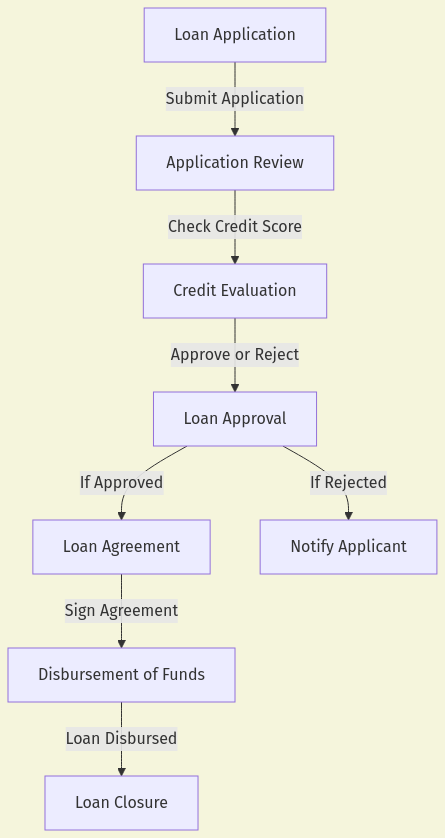 Loan Application
Submit Application
Application Review
Check Credit Score
Credit Evaluation
Approve or Reject
Loan Approval
If Approved
If Rejected
Loan Agreement
Notify Applicant
Sign Agreement
Disbursement of Funds
Loan Disbursed
Loan Closure